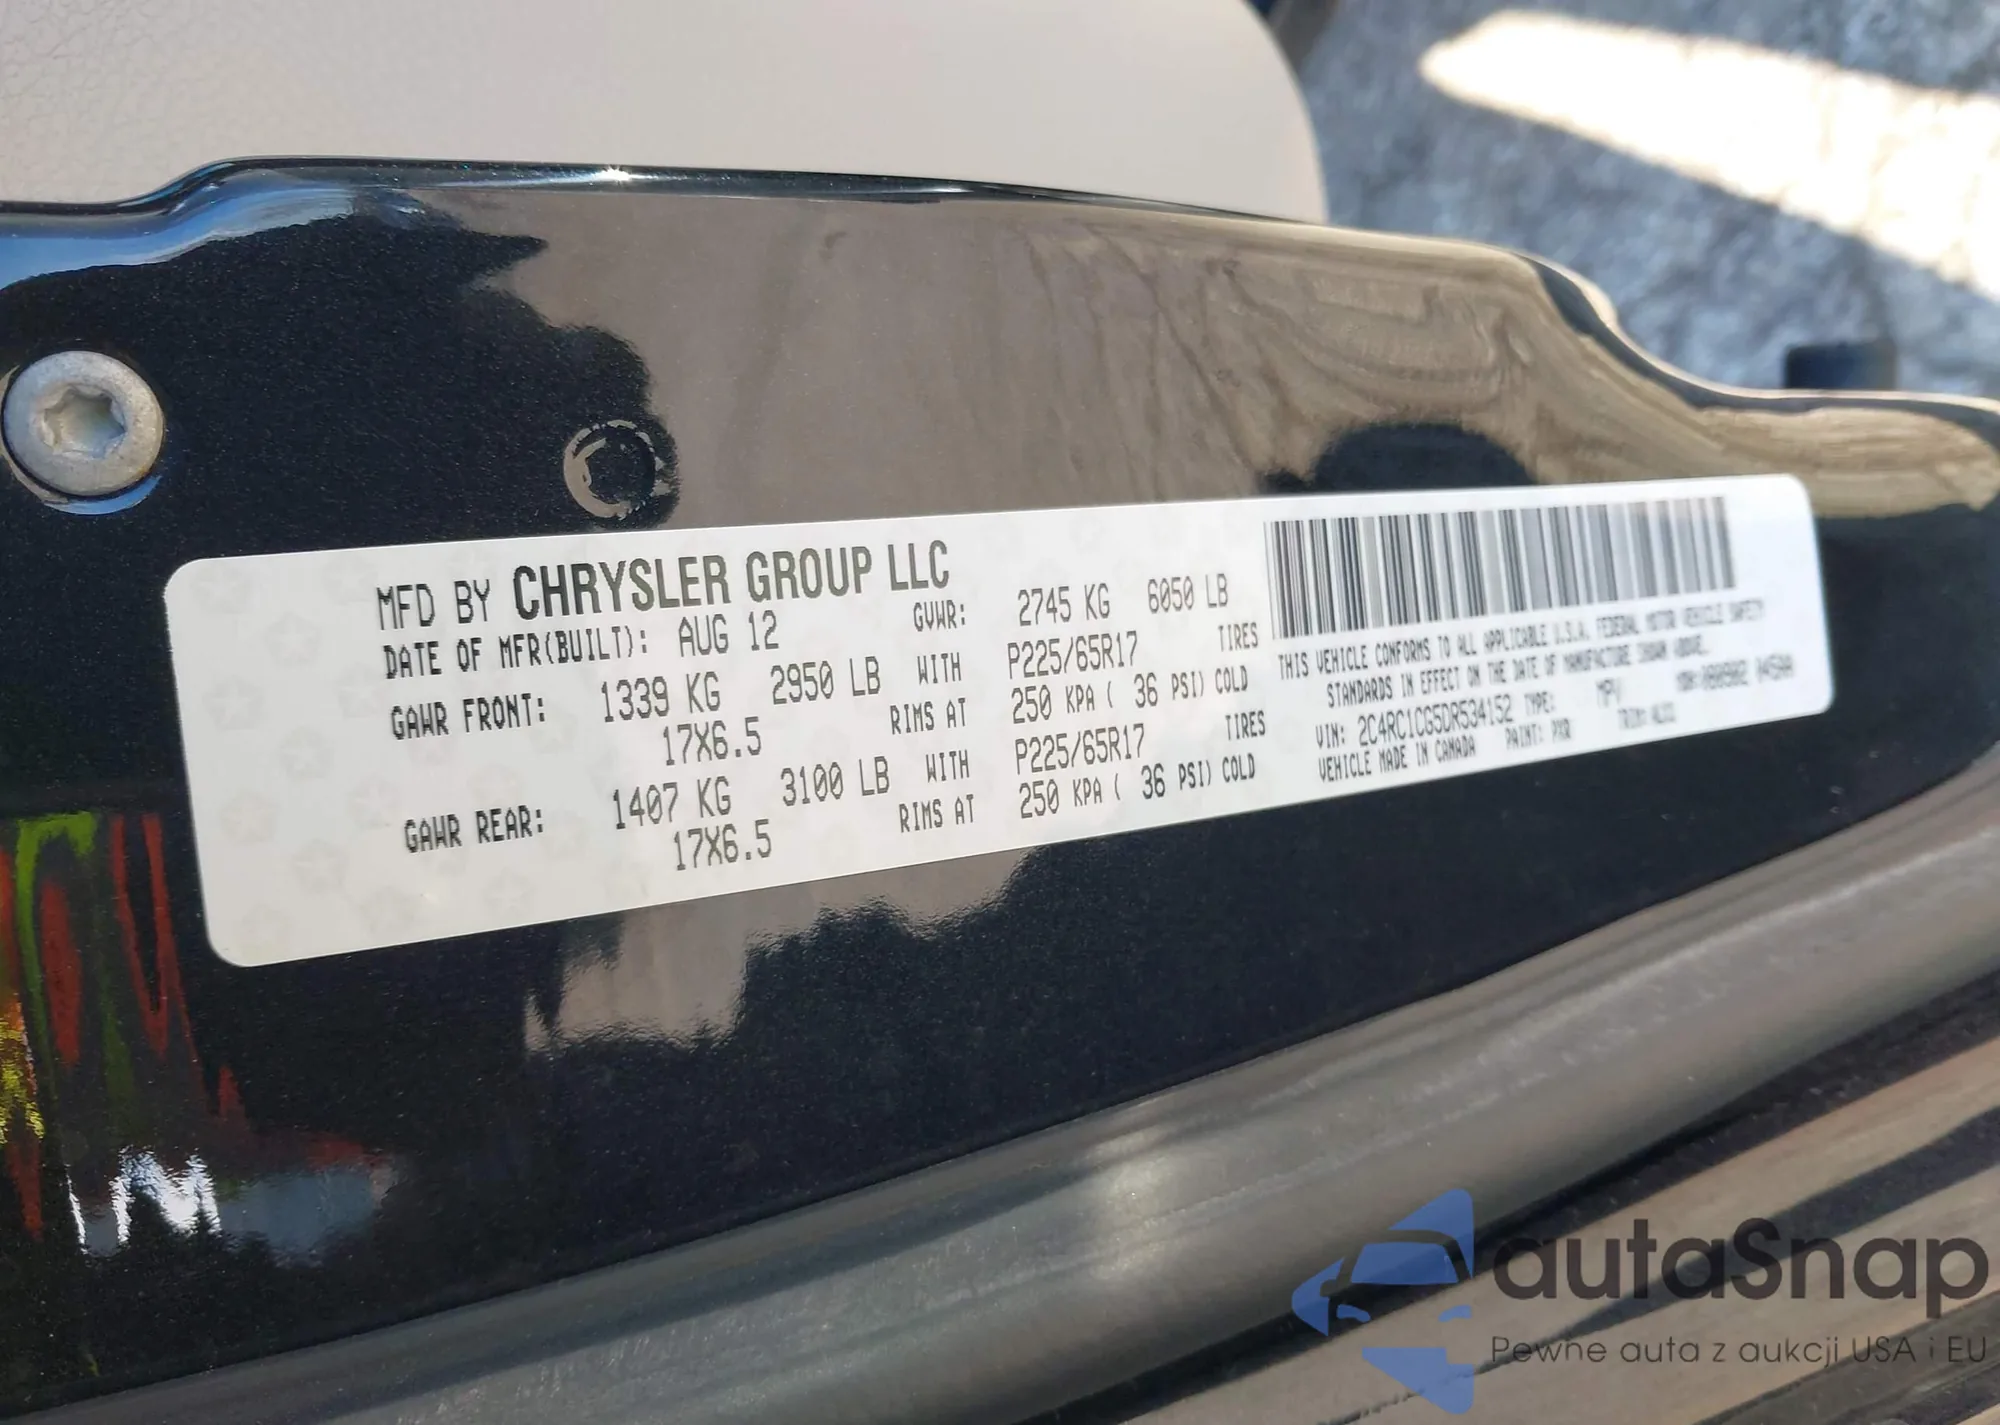 MFD BY CHRYSLER GROUP LLC
DATE OF MFR(BUILT): AUG 12 GVWR: 2745 KG 6050 LB
GAWR FRONT: 1339 KG 2950 LB WITH P225/65R17 TIRES
17X6.5 RIMS AT 250 KPA ( 36 PSI) COLD
GAWR REAR: 1407 KG 3100 LB WITH P225/65R17 TIRES
17X6.5 RIMS AT 250 KPA ( 36 PSI) COLD
THIS VEHICLE CONFORMS TO ALL APPLICABLE U.S.A. FEDERAL MOTOR VEHICLE SAFETY
STANDARDS IN EFFECT ON THE DATE OF MANUFACTURE SHOWN ABOVE.
VIN: 2C4RC1CG5DR534152 TYPE: MPV
VEHICLE MADE IN CANADA PAINT: PXR
autaSnap
Pewne auta z aukcji USA i EU